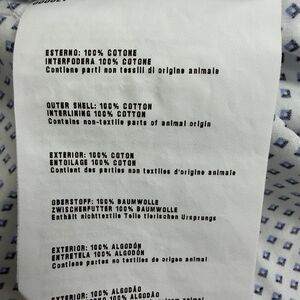 ESTERNO: 100% COTONE
INTERFODERA 100% COTONE
Contiene parti non tessili di origine animale
OUTER SHELL: 100% COTTON
INTERLINING 100% COTTON
Contains non-textile parts of animal origin
EXTERIOR: 100% COTON
ENTOILAGE 100% COTON
Contient des parties non textiles d'origine animale
OBERSTOFF: 100% BAUMWOLLE
ZWISCHENFUTTER 100% BAUMWOLLE
Enthält nichttextile Teile tierischen Ursprungs
EXTERIOR: 100% ALGODÓN
ENTRETELA 100% ALGODÓN
Contiene partes no textiles de origen animal
EXTERIOR: 100% ALGODÃO